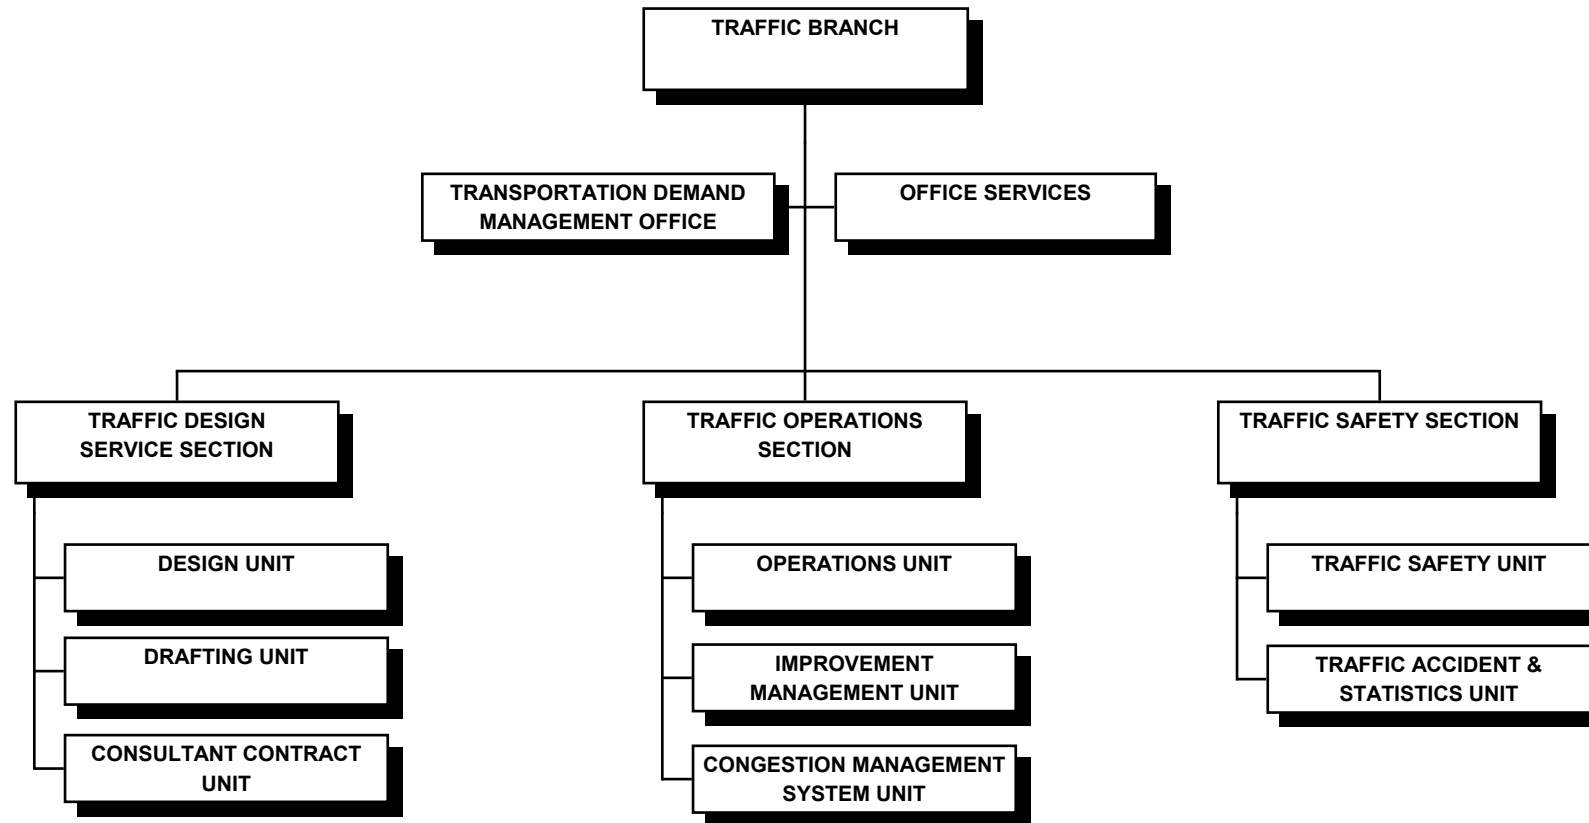 TRAFFIC BRANCH
TRANSPORTATION DEMAND
MANAGEMENT OFFICE
OFFICE SERVICES
TRAFFIC DESIGN
SERVICE SECTION
TRAFFIC OPERATIONS
SECTION
TRAFFIC SAFETY SECTION
DESIGN UNIT
DRAFTING UNIT
CONSULTANT CONTRACT
UNIT
OPERATIONS UNIT
IMPROVEMENT
MANAGEMENT UNIT
CONGESTION MANAGEMENT
SYSTEM UNIT
TRAFFIC SAFETY UNIT
TRAFFIC ACCIDENT &
STATISTICS UNIT